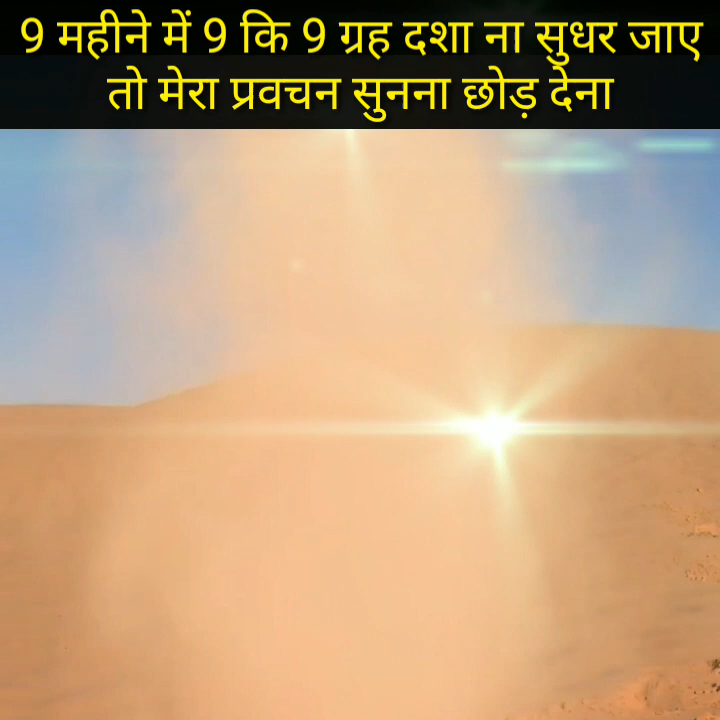 9 महीने में 9 कि 9 ग्रह दशा ना सुधर जाए
तो मेरा प्रवचन सुनना छोड़ देना